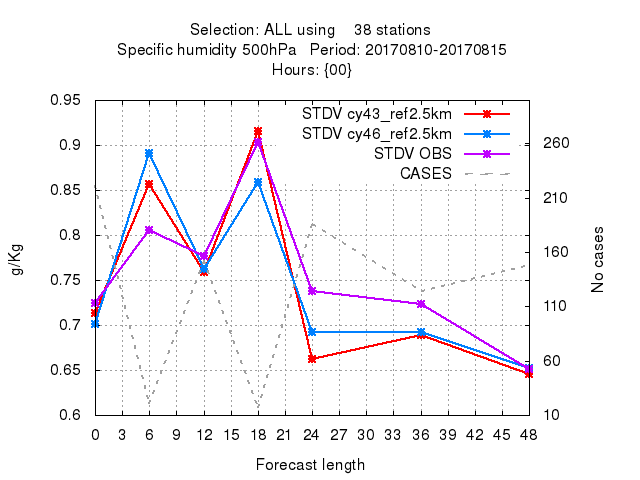 Selection: ALL using    38 stations
Specific humidity 500hPa   Period: 20170810-20170815
Hours: {00}
STDV cy43_ref2.5km
STDV cy46_ref2.5km
STDV OBS
CASES
0.95
0.9
0.85
0.8
0.75
0.7
0.65
0.6
g/Kg
260
210
160
110
60
10
No cases
0 3 6 9 12 15 18 21 24 27 30 33 36 39 42 45 48
Forecast length